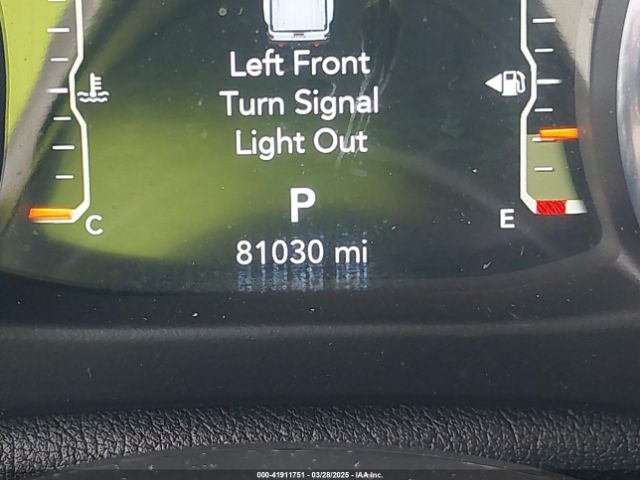 Left Front
Turn Signal
Light Out
P
C
E
81030 mi
000-41911751 | 03/28/2025 - IAA Inc.